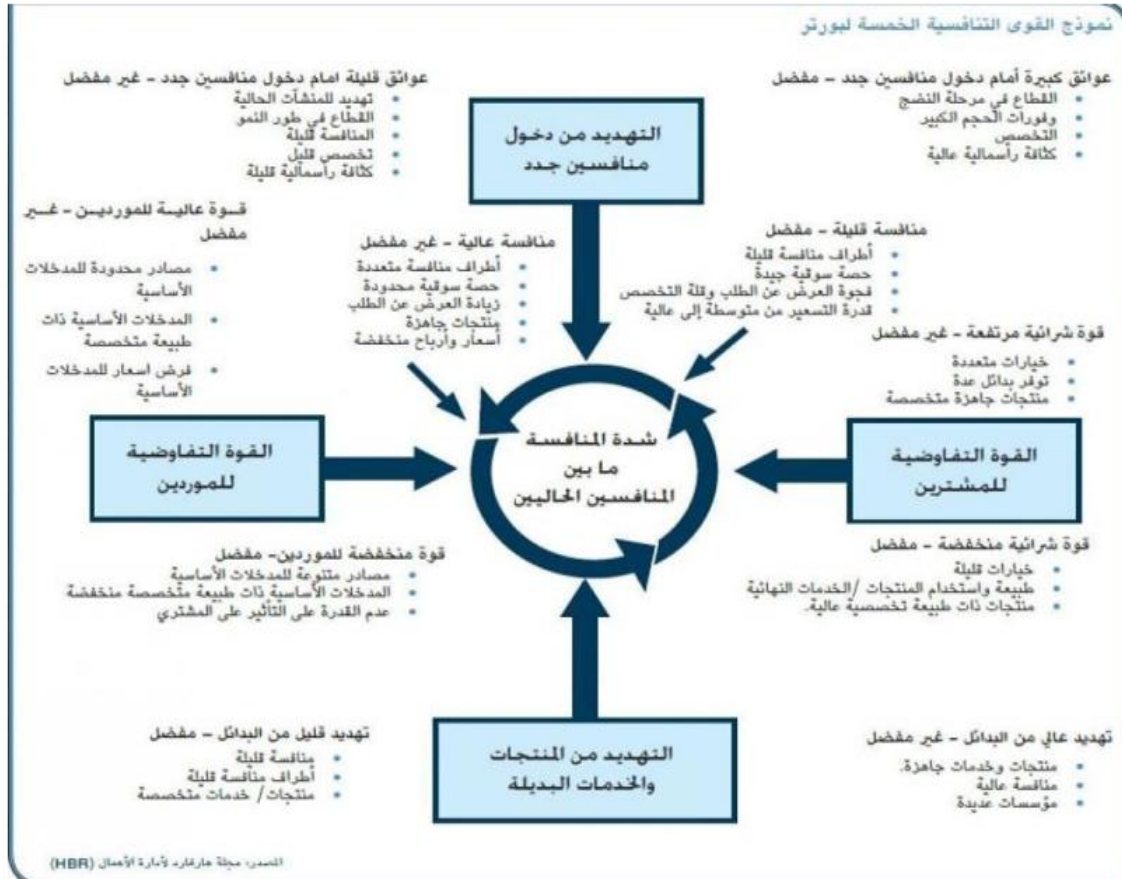 نموذج القوى التنافسية الخمسة لبورتر
عوائق كبيرة أمام دخول منافسين جدد – مفضل
القطاع في مرحلة النضج
وفورات الحجم الكبير
التخصص
كثافة رأسمالية عالية
التهديد من دخول
منافسين جدد
عوائق قليلة امام دخول منافسين جدد – غير مفضل
تهديد للمنشآت الحالية
القطاع في طور النمو
المنافسة قليلة
تخصص قليل
كثافة رأسمالية قليلة
منافسة قليلة – مفضل
أطراف منافسة قليلة
حصة سوقية جيدة
فجوة العرض عن الطلب وقلة التخصص
قدرة التسعير من متوسطة إلى عالية
منافسة عالية – غير مفضل
أطراف منافسة متعددة
حصة سوقية محدودة
زيادة العرض عن الطلب
منتجات جاهزة
أسعار وأرباح منخفضة
قوة عالية للموردين – غير
مفضل
مصادر محدودة للمدخلات
الأساسية
المدخلات الأساسية ذات
طبيعة متخصصة
فرض اسعار للمدخلات
الأساسية
قوة شرائية مرتفعة – غير مفضل
خيارات متعددة
توفر بدائل عدة
منتجات جاهزة متخصصة
القوة التفاوضية
للمشترين
شدة المنافسة
ما بين
المنافسين الحاليين
القوة التفاوضية
للموردين
قوة شرائية منخفضة – مفضل
خيارات قليلة
طبيعة واستخدام المنتجات /الخدمات النهائية
منتجات ذات طبيعة تخصصية عالية.
قوة منخفضة للموردين– مفضل
مصادر متنوعة للمدخلات الأساسية
المدخلات الأساسية ذات طبيعة متخصصة منخفضة
عدم القدرة على التأثير على المشتري
تهديد عالي من البدائل – غير مفضل
منتجات وخدمات جاهزة.
منافسة عالية
مؤسسات عديدة
التهديد من المنتجات
والخدمات البديلة
تهديد قليل من البدائل – مفضل
منافسة قليلة
أطراف منافسة قليلة
منتجات/ خدمات متخصصة
المصدر: مجلة هارفارد لأدارة الأعمال (HBR)